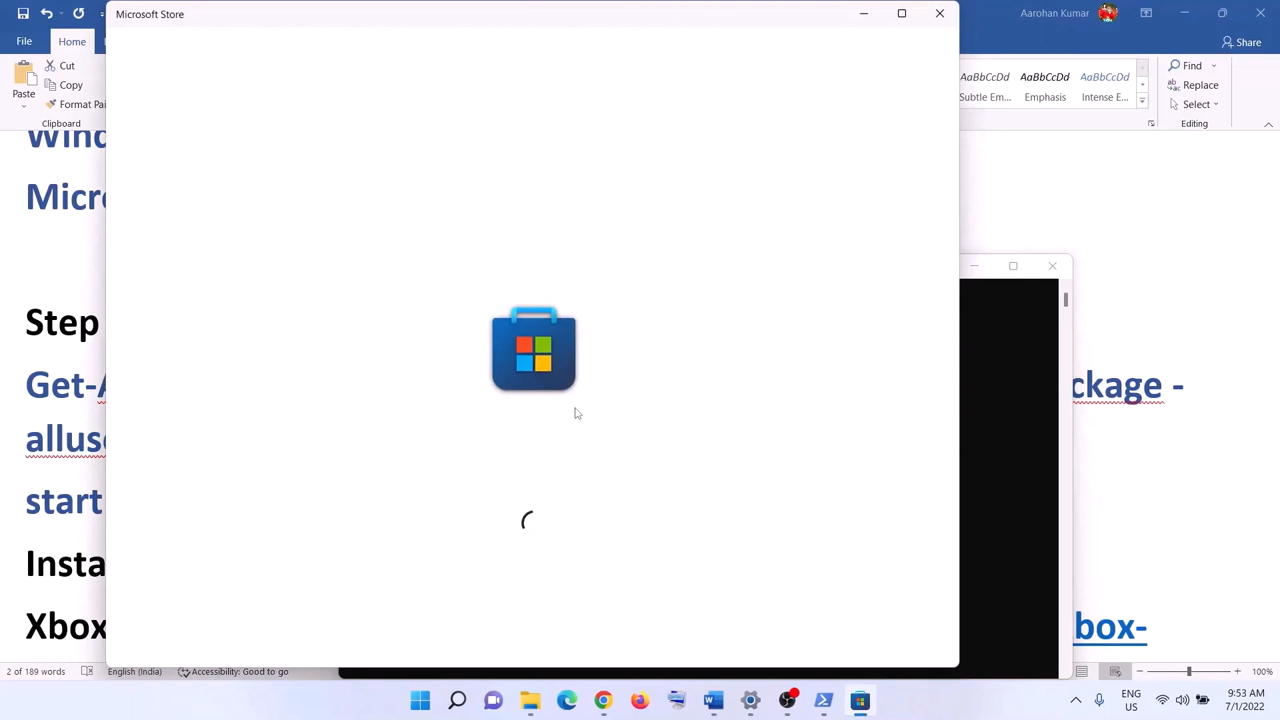 Microsoft Store
Aarohan Kumar
File
Home
Share
Paste
Cut
Copy
Format Pai
Clipboard
AaBbCcDd
AaBbCcDd
AaBbCcDd
Subtle Em...
Emphasis
Intense E...
Find
Replace
Select
Editing
Wind
Micro
Step
Get-A
ckage -
alluse
start
Insta
Xbox
box-
2 of 189 words
English (India)
Accessibility: Good to go
100%
ENG
US
9:53 AM
7/1/2022